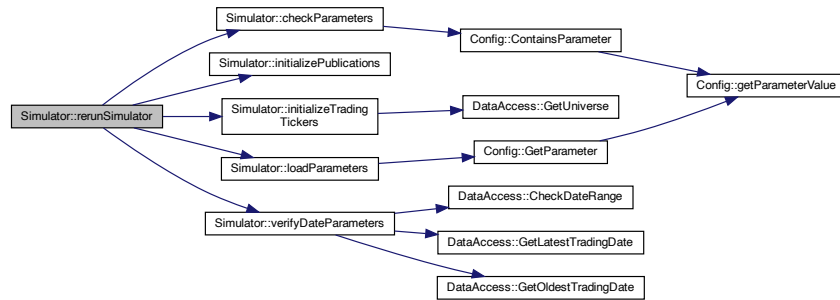 Simulator::checkParameters
Config::ContainsParameter
Simulator::initializePublications
Config::getParameterValue
Simulator::rerunSimulator
Simulator::initializeTrading
Tickers
DataAccess::GetUniverse
Simulator::loadParameters
Config::GetParameter
DataAccess::CheckDateRange
Simulator::verifyDateParameters
DataAccess::GetLatestTradingDate
DataAccess::GetOldestTradingDate